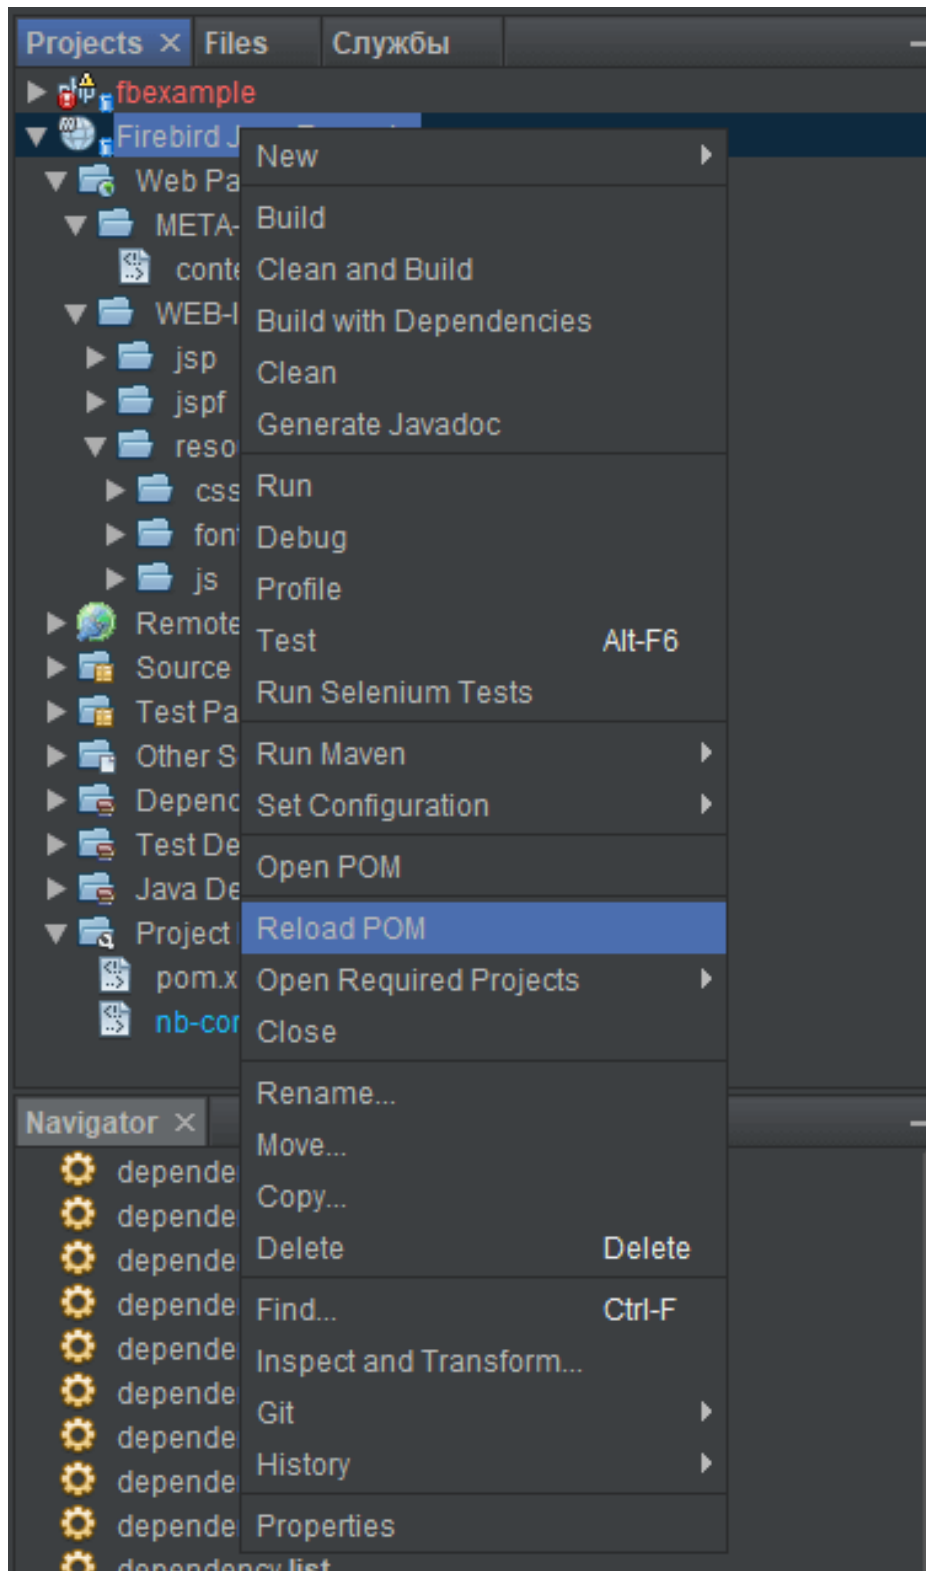 Projects × Files Службы
fbexample
Firebird J
New
Web Pa
Build
META-
Clean and Build
conte
Build with Dependencies
WEB-I
jsp
Clean
jspf
Generate Javadoc
reso
Run
css
Debug
font
Profile
js
Remote
Test Alt-F6
Source
Run Selenium Tests
Test Pa
Run Maven
Other S
Set Configuration
Depend
Test De
Open POM
Java De
Reload POM
Project
pom.x
Open Required Projects
nb-con
Close
Rename...
Navigator ×
Move...
depende
Copy...
depende
Delete Delete
depende
Find... Ctrl-F
depende
Inspect and Transform...
depende
depende
Git
depende
History
depende
Properties
depende
dependency:list